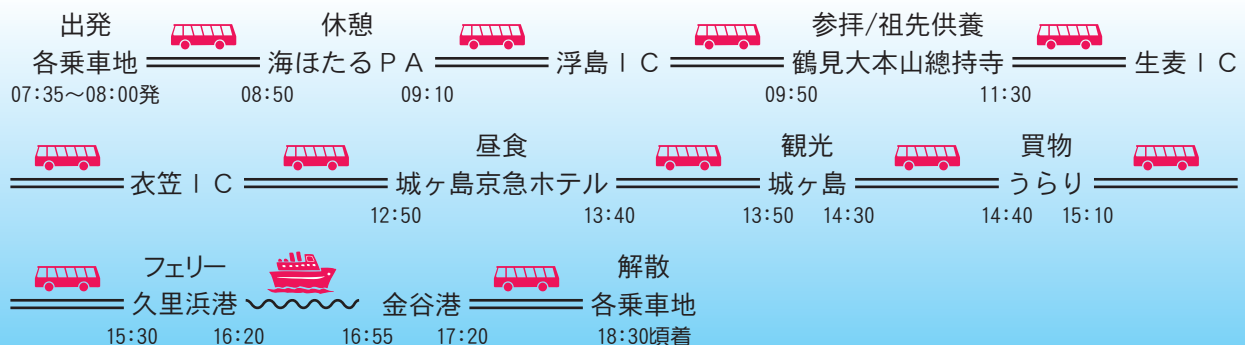 出発 休憩 参拝/祖先供養
各乗車地 海ほたるＰＡ 浮島ＩＣ 鶴見大本山總持寺 生麦ＩＣ
07:35〜08:00発 08:50 09:10 09:50 11:30
昼食 観光 買物
衣笠ＩＣ 城ヶ島京急ホテル 城ヶ島 うらり
12:50 13:40 13:50 14:30 14:40 15:10
フェリー 解散
久里浜港 金谷港 各乗車地
15:30 16:20 16:55 17:20 18:30頃着